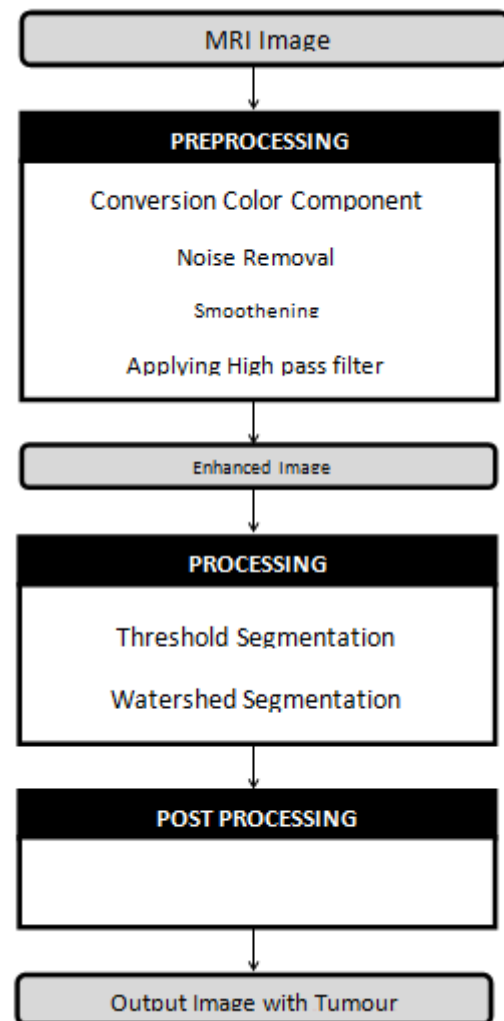 MRI Image
PREPROCESSING
Conversion Color Component
Noise Removal
Smoothening
Applying High pass filter
Enhanced Image
PROCESSING
Threshold Segmentation
Watershed Segmentation
POST PROCESSING
Output Image with Tumour